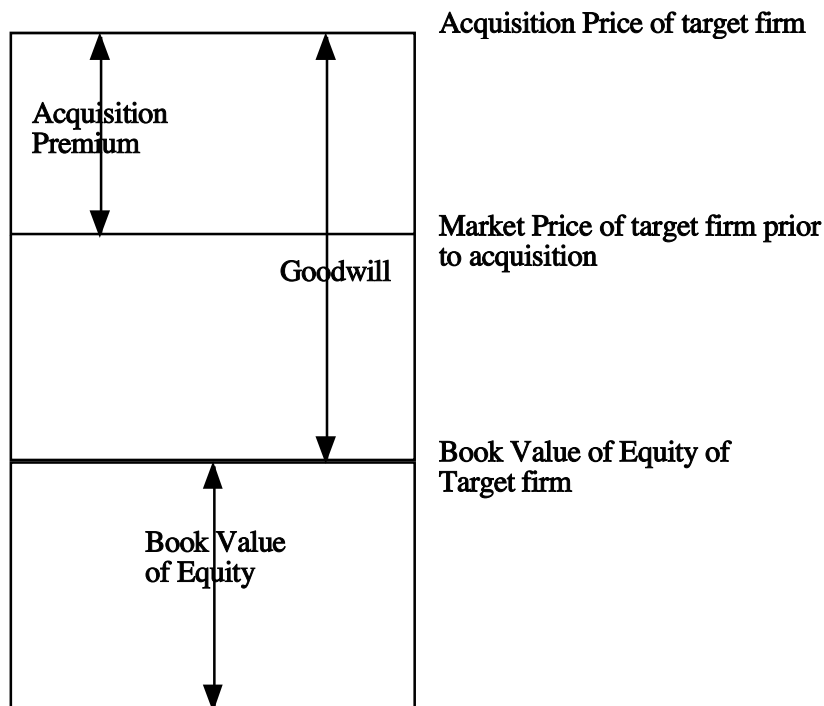 Acquisition Price of target firm
Acquisition
Premium
Market Price of target firm prior
to acquisition
Goodwill
Book Value of Equity of
Target firm
Book Value
of Equity